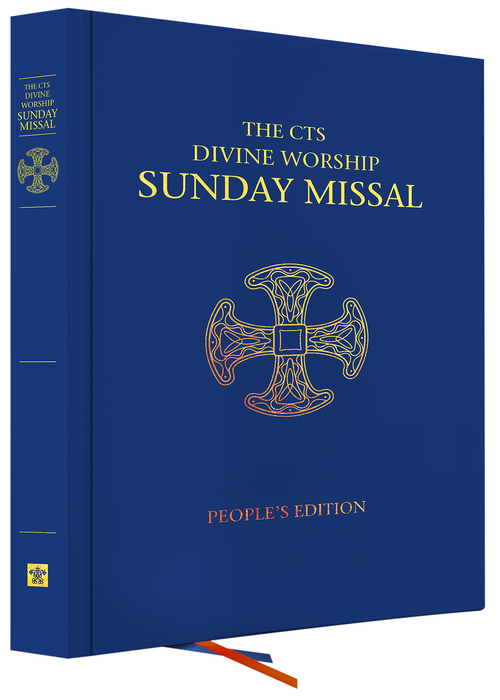 THE CTS
DIVINE
WORSHIP
SUNDAY
MISSAL
THE CTS
DIVINE WORSHIP
SUNDAY MISSAL
PEOPLE'S EDITION